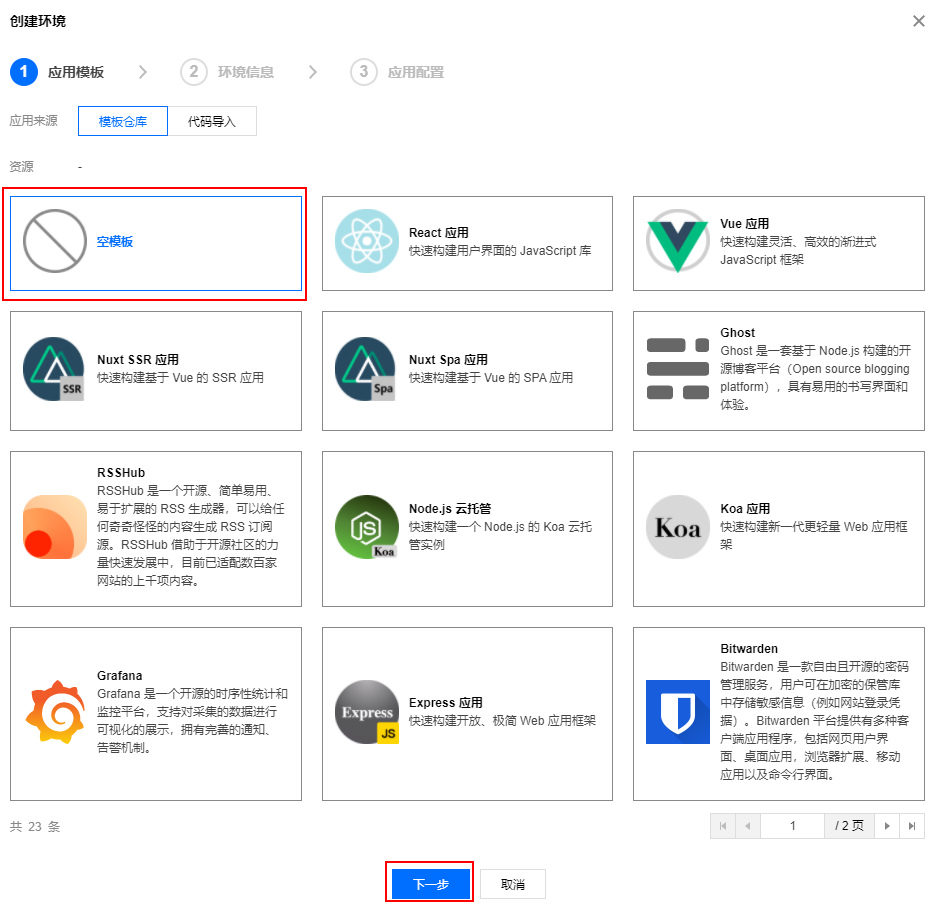 创建环境
1 应用模板 2 环境信息 3 应用配置
应用来源 模板仓库 代码导入
资源 -
空模板
React 应用
快速构建用户界面的 JavaScript 库
Vue 应用
快速构建灵活、高效的渐进式
JavaScript 框架
SSR
Nuxt SSR 应用
快速构建基于 Vue 的 SSR 应用
Spa
Nuxt Spa 应用
快速构建基于 Vue 的 SPA 应用
Ghost
Ghost 是一套基于 Node.js 构建的开
源博客平台（Open source blogging
platform），具有易用的书写界面和
体验。
RSSHub
RSSHub 是一个开源、简单易用、
易于扩展的 RSS 生成器，可以给任
何奇奇怪怪的内容生成 RSS 订阅
源。RSSHub 借助于开源社区的力
量快速发展中，目前已适配数百家
网站的上千项内容。
JS
Koa
Node.js 云托管
快速构建一个 Node.js 的 Koa 云托
管实例
Koa
Koa 应用
快速构建新一代更轻量 Web 应用框
架
Grafana
Grafana 是一个开源的时序性统计和
监控平台，支持对采集的数据进行
可视化的展示，拥有完善的通知、
告警机制。
Express
JS
Express 应用
快速构建开放、极简 Web 应用框架
Bitwarden
Bitwarden 是一款自由且开源的密码
管理服务，用户可在加密的保管库
中存储敏感信息（例如网站登录凭
据）。Bitwarden 平台提供有多种客
户端应用程序，包括网页用户界
面、桌面应用，浏览器扩展、移动
应用以及命令行界面。
共 23 条
1 / 2 页
下一步 取消